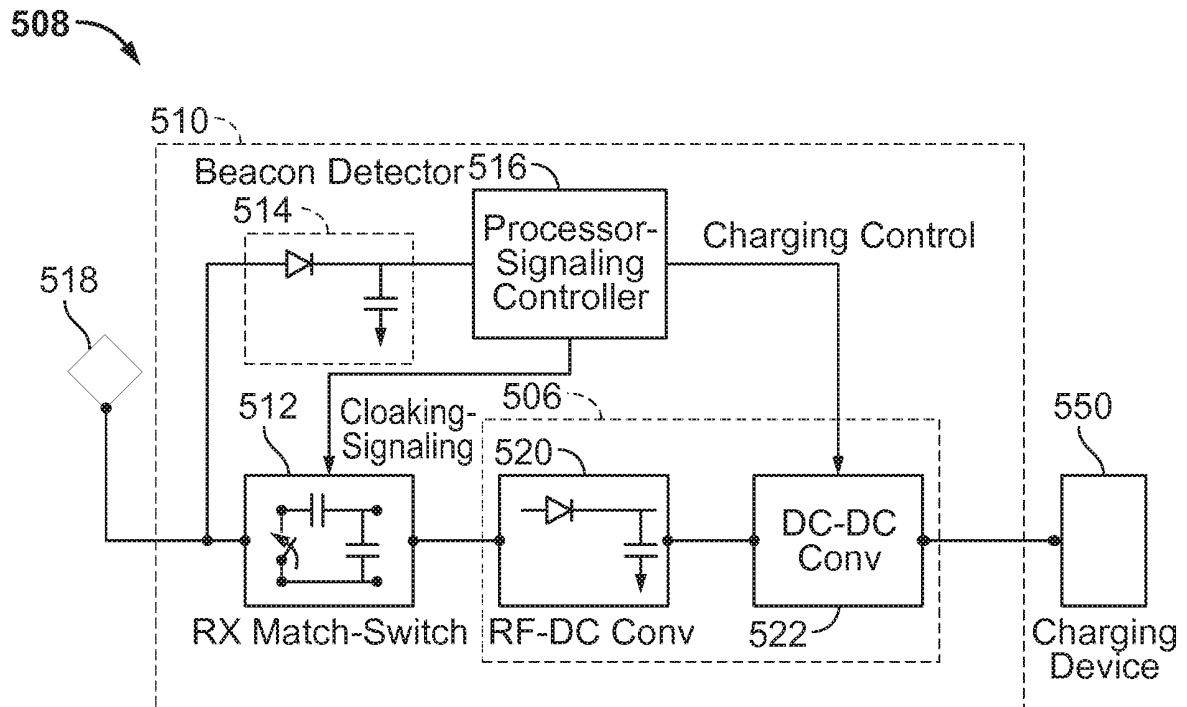 508
510
Beacon Detector
516
514
Processor-
Signaling
Controller
Charging Control
518
512
Cloaking-
Signaling
506
520
550
DC-DC
Conv
RX Match-Switch
RF-DC Conv
522
Charging
Device